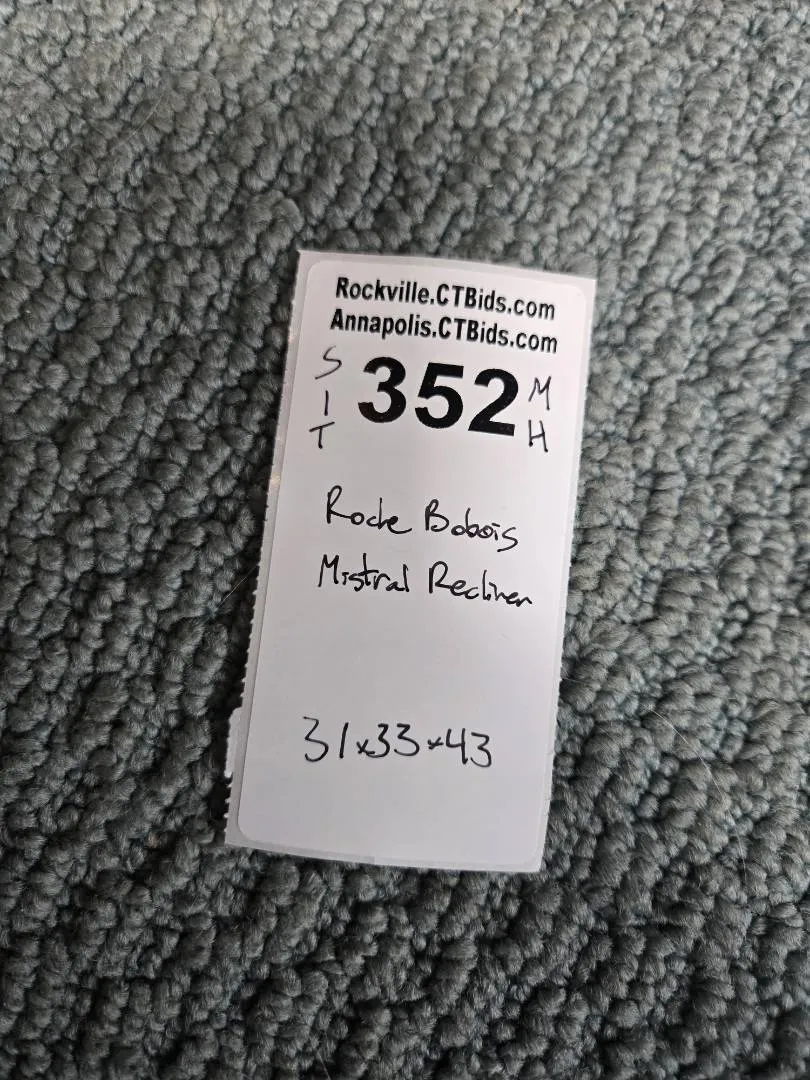 Rockville.CTBids.com
Annapolis.CTBids.com
S I T
352
M H
Roche Bobois
Mistral Recliner
31x33x43